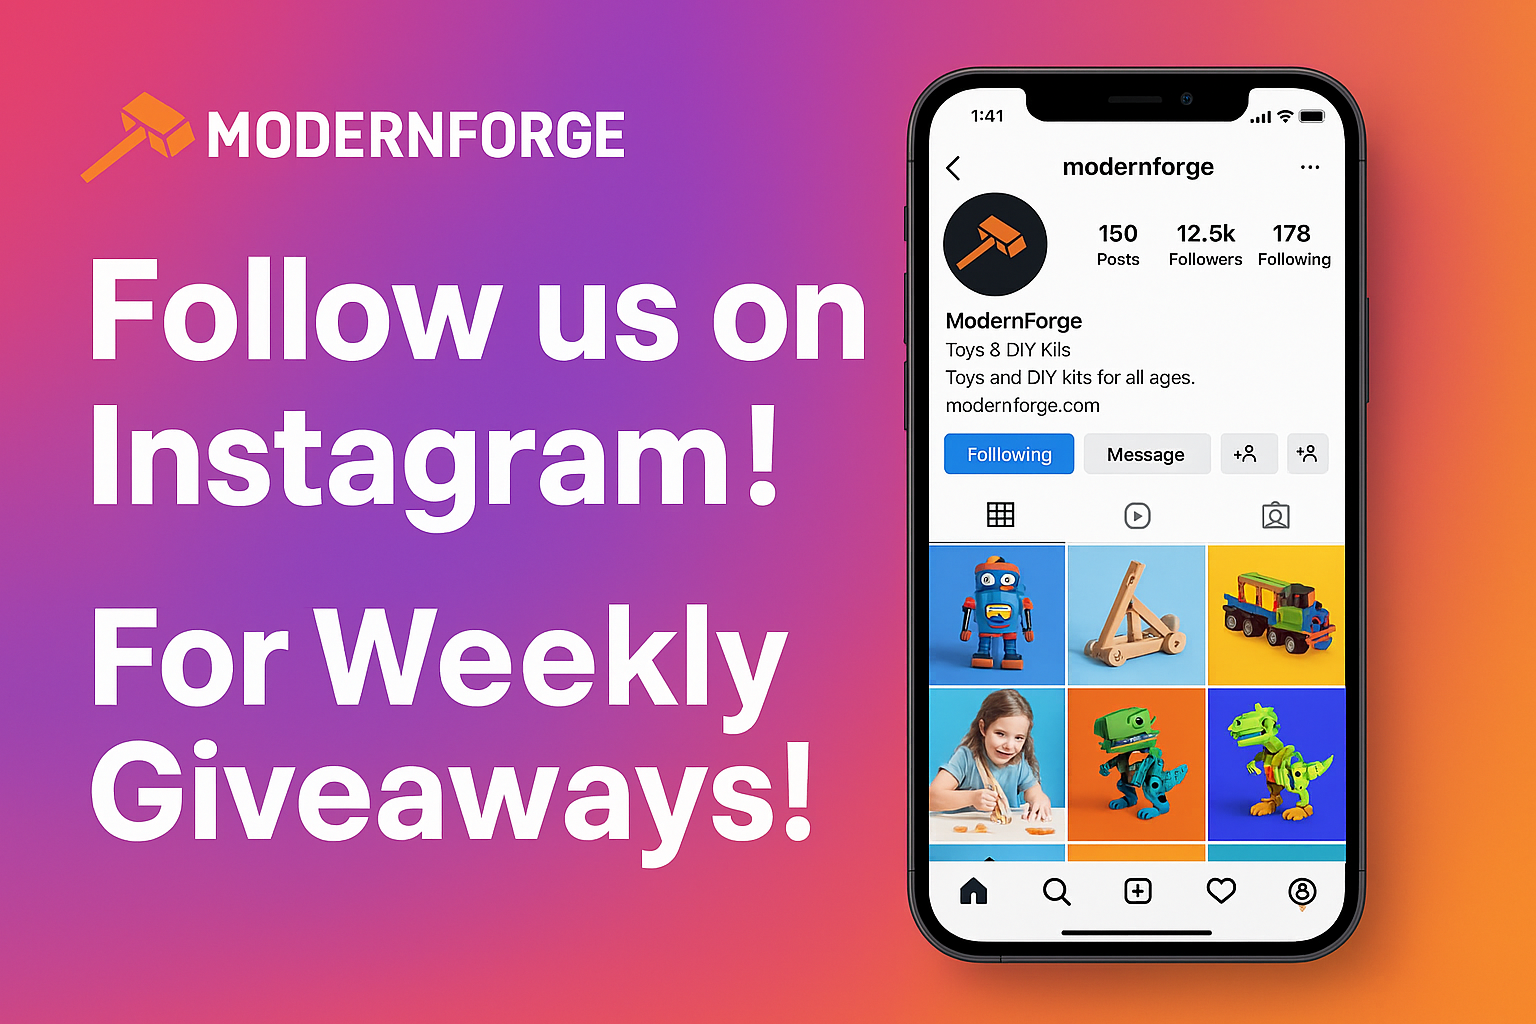 MODERNFORGE
Follow us on
Instagram!
For Weekly
Giveaways!
1:41
modernforge
150
12.5k
178
Posts
Followers
Following
ModernForge
Toys & DIY Kils
Toys and DIY kits for all ages.
modernforge.com
Folllowing
Message